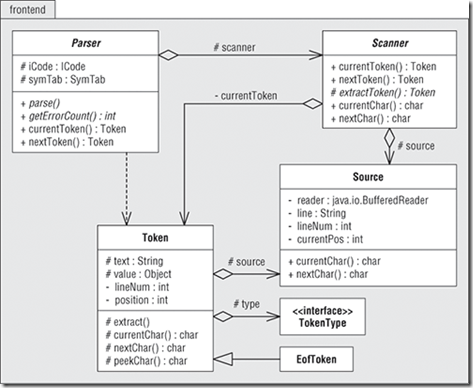 frontend
Parser
# iCode : ICode
# symTab : SymTab
+ parse()
+ getErrorCount() : int
+ currentToken() : Token
+ nextToken() : Token
# scanner
Scanner
+ currentToken() : Token
+ nextToken() : Token
# extractToken() : Token
+ currentChar() : char
+ nextChar() : char
- currentToken
# source
Source
- reader : java.io.BufferedReader
- line : String
- lineNum : int
- currentPos : int
+ currentChar() : char
+ nextChar() : char
Token
# text : String
# value : Object
- lineNum : int
- position : int
# extract()
# currentChar() : char
# nextChar() : char
# peekChar() : char
# source
# type
<<interface>>
TokenType
EofToken